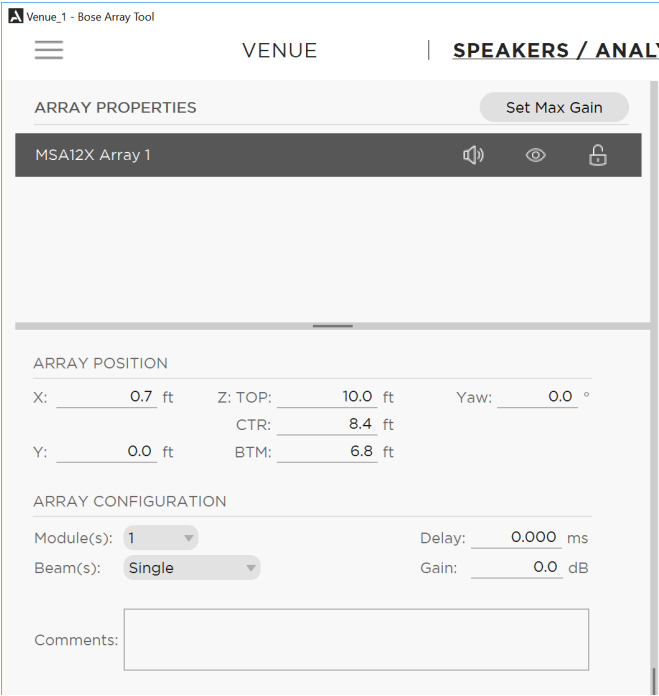 Venue_1 - Bose Array Tool
VENUE | SPEAKERS / ANALY
ARRAY PROPERTIES Set Max Gain
MSA12X Array 1
ARRAY POSITION
X: 0.7 ft Z: TOP: 10.0 ft Yaw: 0.0 °
CTR: 8.4 ft
Y: 0.0 ft BTM: 6.8 ft
ARRAY CONFIGURATION
Module(s): 1 Delay: 0.000 ms
Beam(s): Single Gain: 0.0 dB
Comments: